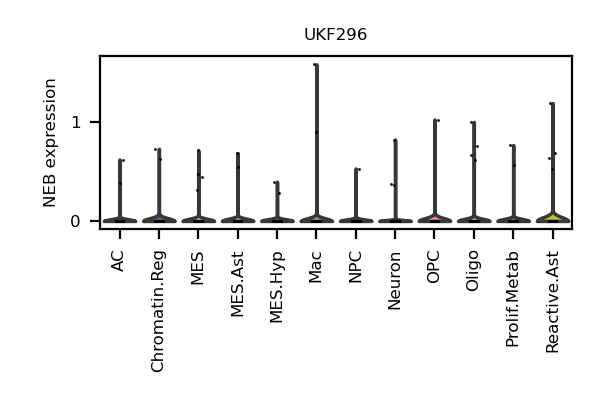 UKF296
NEB expression
1
0
AC
Chromatin.Reg
MES
MES.Ast
MES.Hyp
Mac
NPC
Neuron
OPC
Oligo
Prolif.Metab
Reactive.Ast